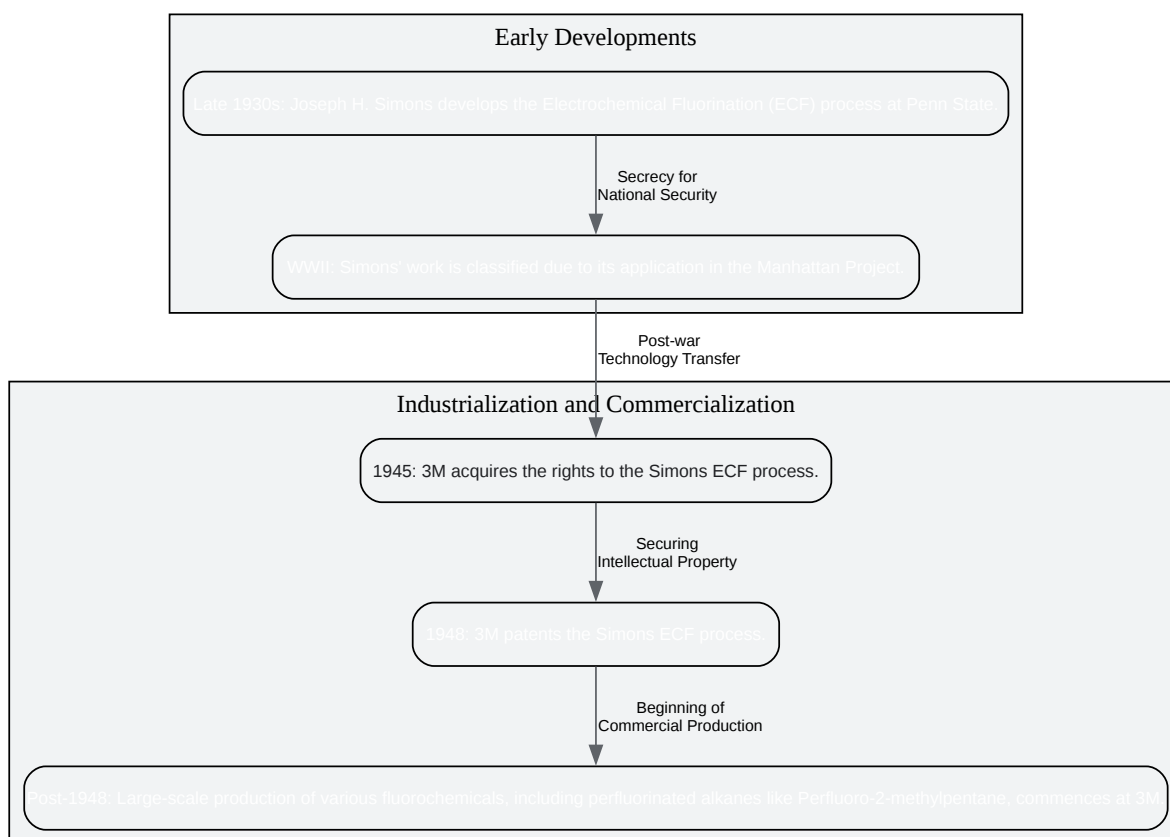 Early Developments
Late 1930s: Joseph H. Simons develops the Electrochemical Fluorination (ECF) process at Penn State.
Secrecy for
National Security
WWII: Simons' work is classified due to its application in the Manhattan Project.
Post-war
Technology Transfer
Industrialization and Commercialization
1945: 3M acquires the rights to the Simons ECF process.
Securing
Intellectual Property
1948: 3M patents the Simons ECF process.
Beginning of
Commercial Production
Post-1948: Large-scale production of various fluorochemicals, including perfluorinated alkanes like Perfluoro-2-methylpentane, commences at 3M.